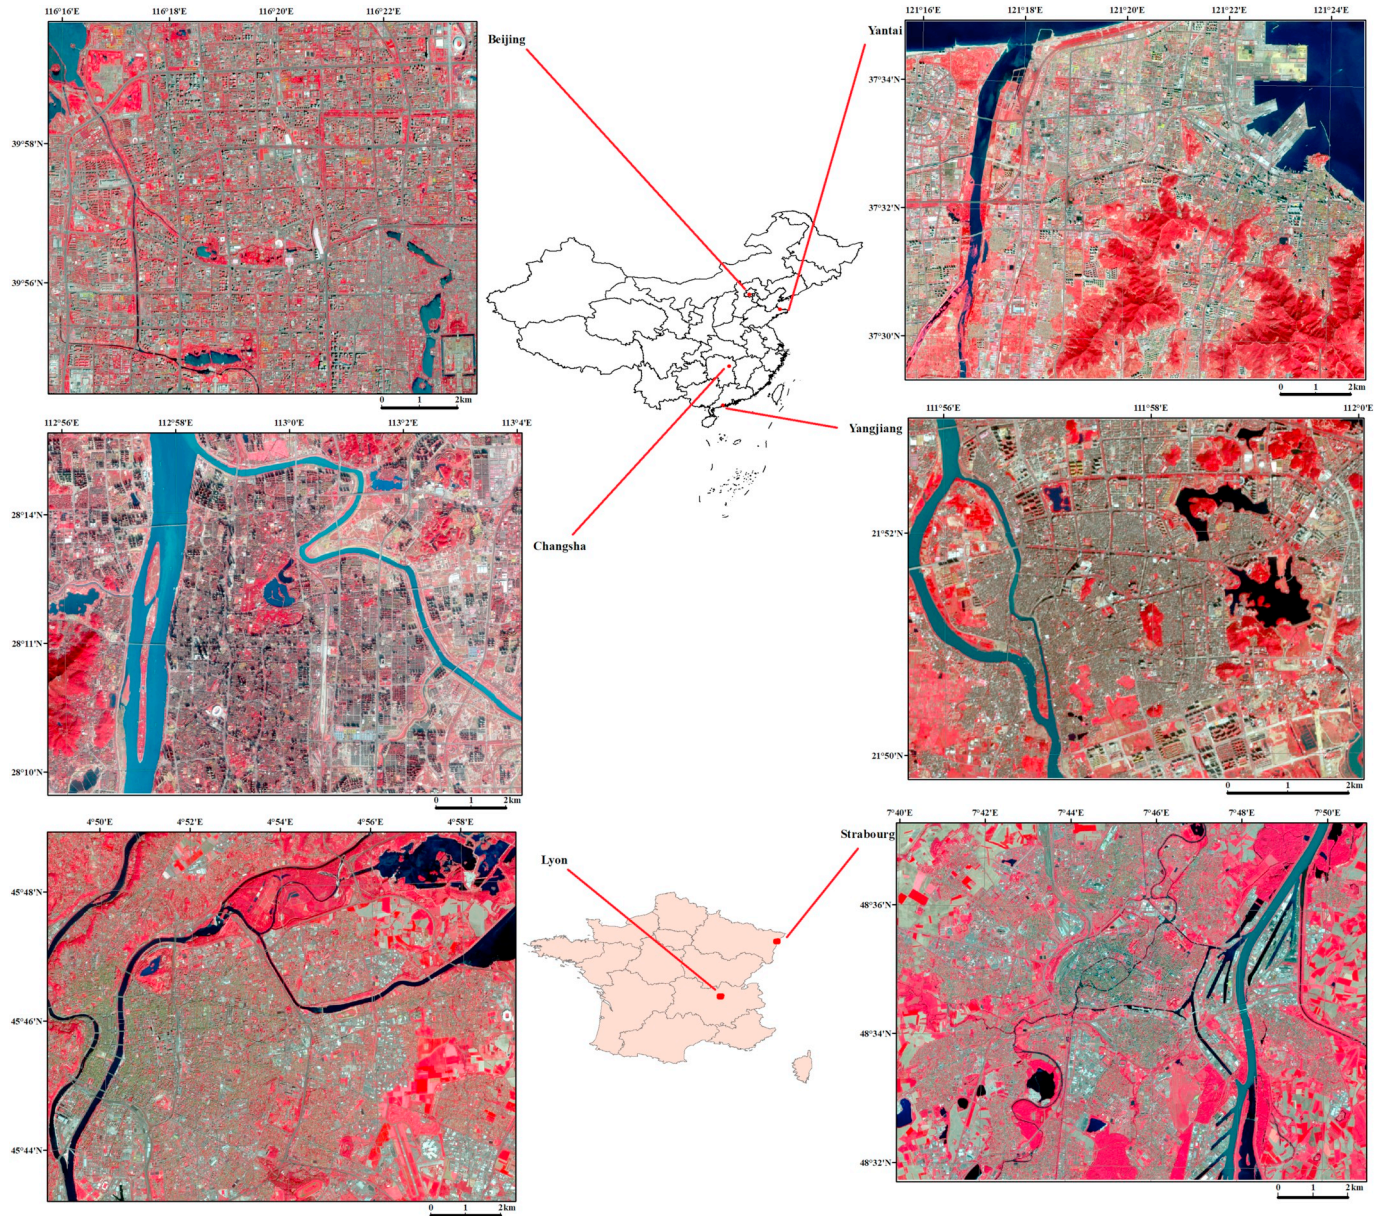 116°16'E 116°18'E 116°20'E 116°22'E
39°58'N
39°56'N
0 1 2km
Beijing
Yantai
121°16'E 121°18'E 121°20'E 121°22'E 121°24'E
37°34'N
37°32'N
37°30'N
0 1 2km
112°56'E 112°58'E 113°0'E 113°2'E 113°4'E
28°14'N
28°11'N
28°10'N
0 1 2km
Changsha
Yangjiang
111°56'E 111°58'E 112°0'E
21°52'N
21°50'N
0 1 2km
4°50'E 4°52'E 4°54'E 4°56'E 4°58'E
45°48'N
45°46'N
45°44'N
0 1 2km
Lyon
Strabourg
7°40'E 7°42'E 7°44'E 7°46'E 7°48'E 7°50'E
48°36'N
48°34'N
48°32'N
0 1 2km